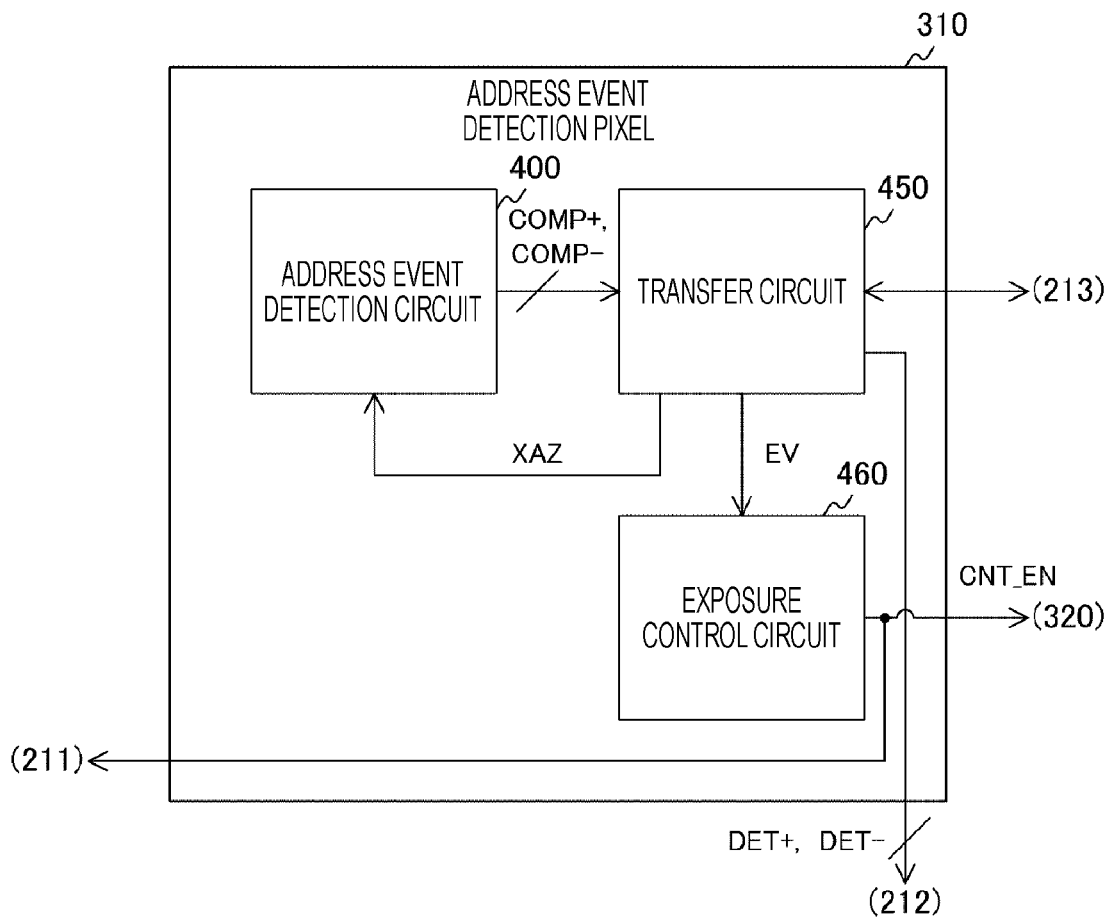 310
ADDRESS EVENT
DETECTION PIXEL
400
450
COMP+,
COMP-
ADDRESS EVENT
DETECTION CIRCUIT
TRANSFER CIRCUIT
(213)
XAZ
EV
460
CNT_EN
EXPOSURE
CONTROL CIRCUIT
(320)
(211)
DET+, DET-
(212)